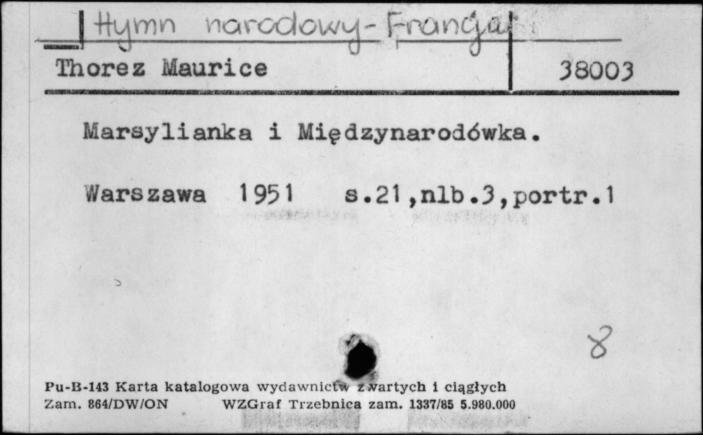 Hymn narodowy - Francja
Thorez Maurice 38003
Marsylianka i Międzynarodówka.
Warszawa 1951 s.21,nlb.3,portr.1
8
Pu-B-143 Karta katalogowa wydawnictw zwartych i ciągłych
Zam. 864/DW/ON WZGraf Trzebnica zam. 1337/85 5.980.000